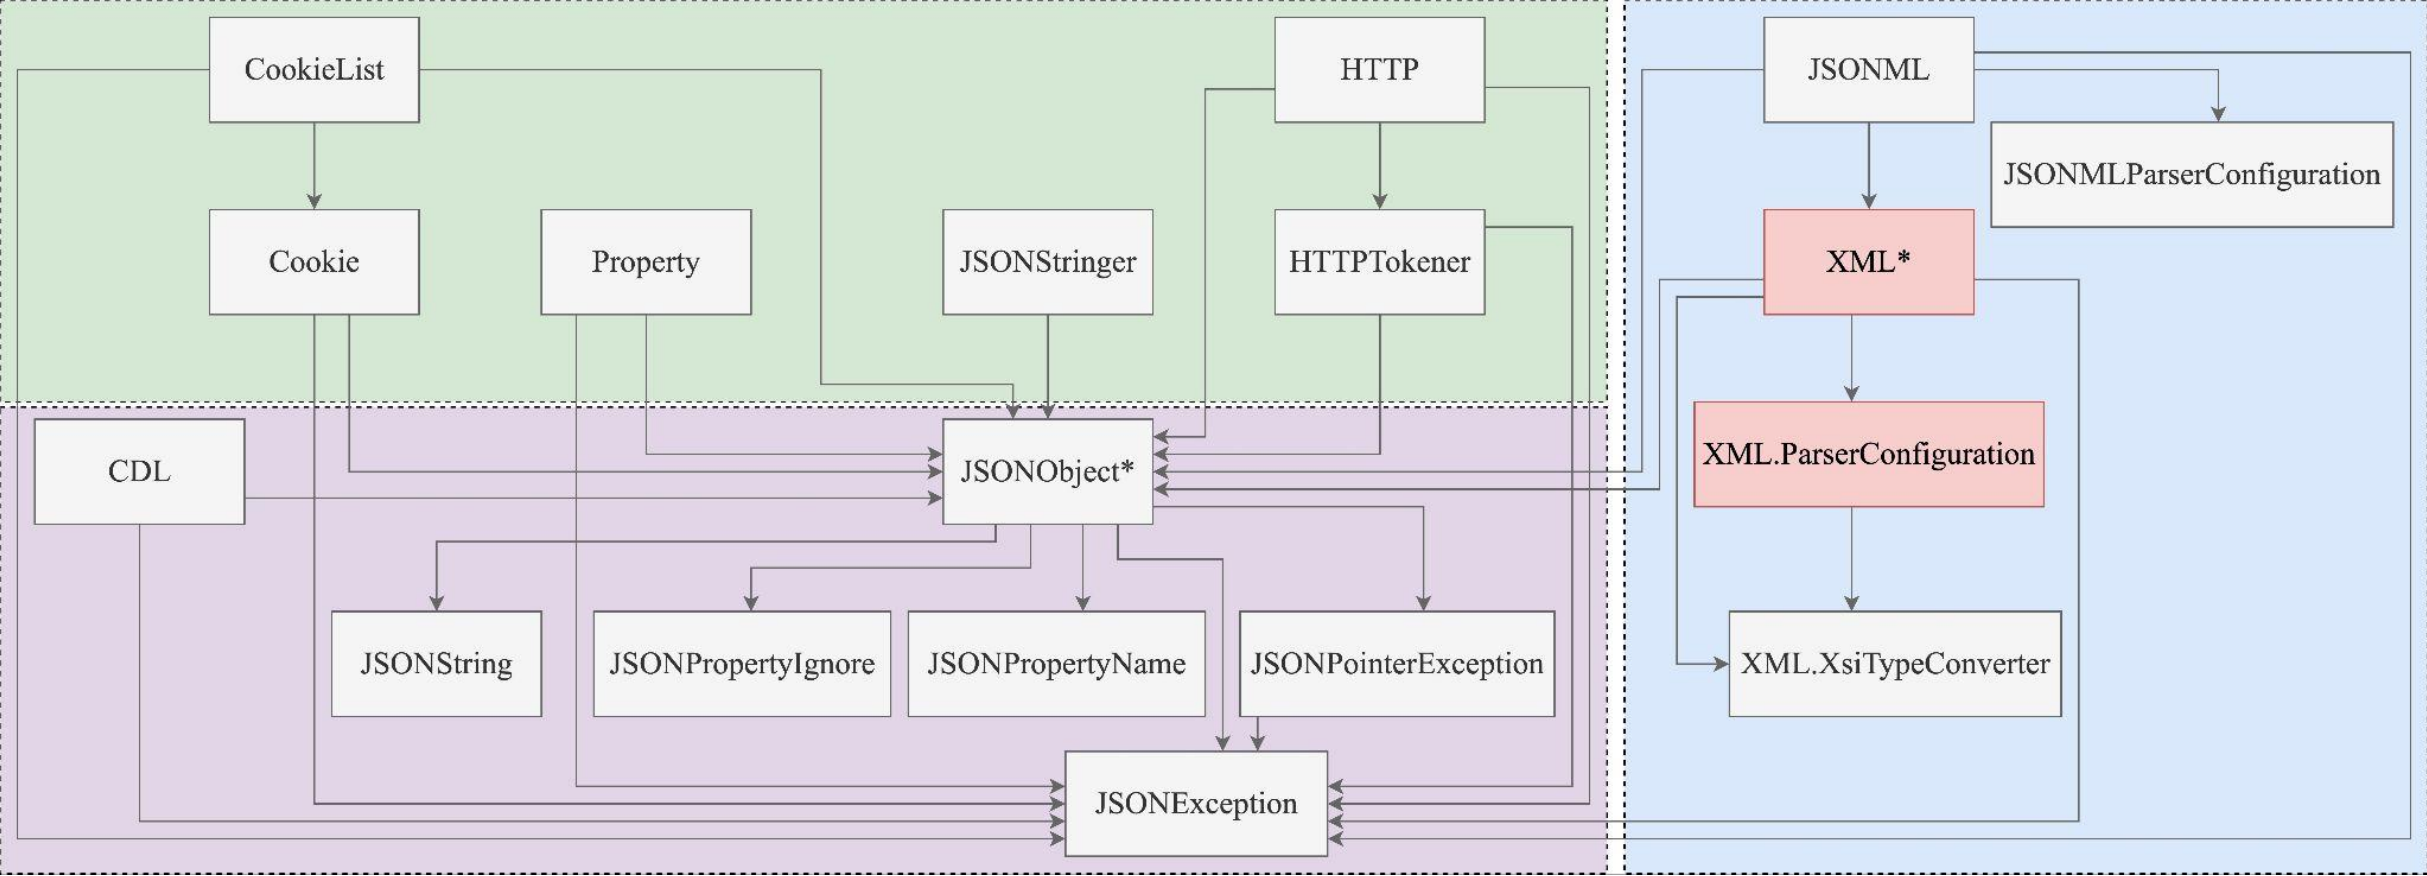 CookieList
HTTP
JSONML
JSONMLParserConfiguration
Cookie
Property
JSONStringer
HTTPTokener
XML*
CDL
JSONObject*
XML.ParserConfiguration
JSONString
JSONPropertyIgnore
JSONPropertyName
JSONPointerException
XML.XsiTypeConverter
JSONException